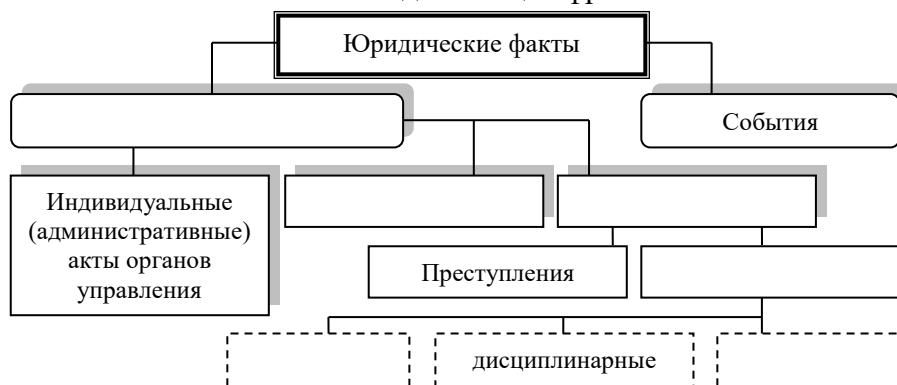 Юридические факты
События
Индивидуальные
(административные)
акты органов
управления
Преступления
дисциплинарные